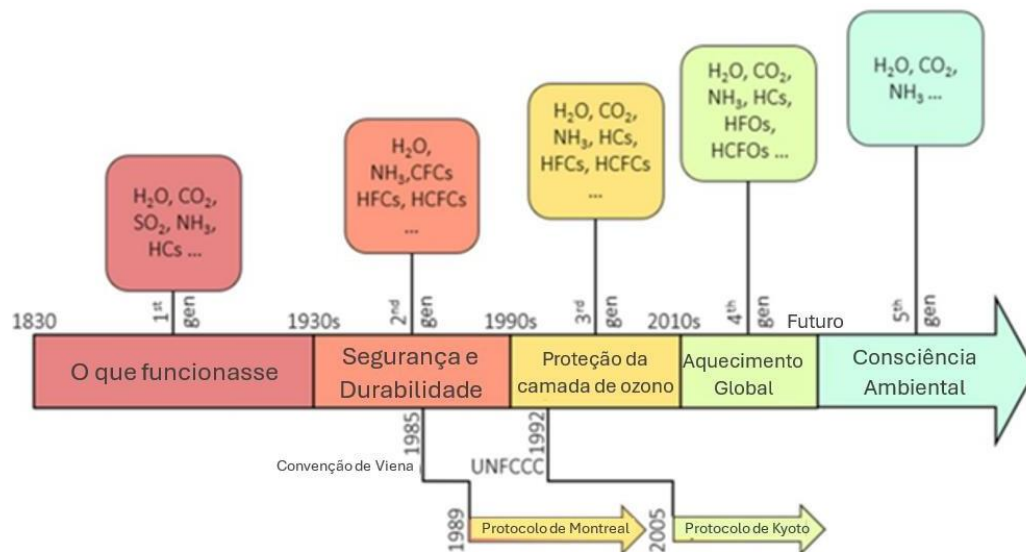 H₂O, CO₂,
SO₂, NH₃,
HCs ...
H₂O,
NH₃,CFCs
HFCs, HCFCs
...
H₂O, CO₂,
NH₃, HCs,
HFCs, HCFCs
...
H₂O, CO₂,
NH₃, HCs,
HFOs,
HCFOs ...
H₂O, CO₂,
NH₃ ...
1830
1st gen
1930s
2nd gen
1990s
3rd gen
2010s
4th gen
Futuro
5th gen
O que funcionasse
Segurança e
Durabilidade
Proteção da
camada de ozono
Aquecimento
Global
Consciência
Ambiental
1985
Convenção de Viena
1992
UNFCCC
1989
Protocolo de Montreal
2005
Protocolo de Kyoto